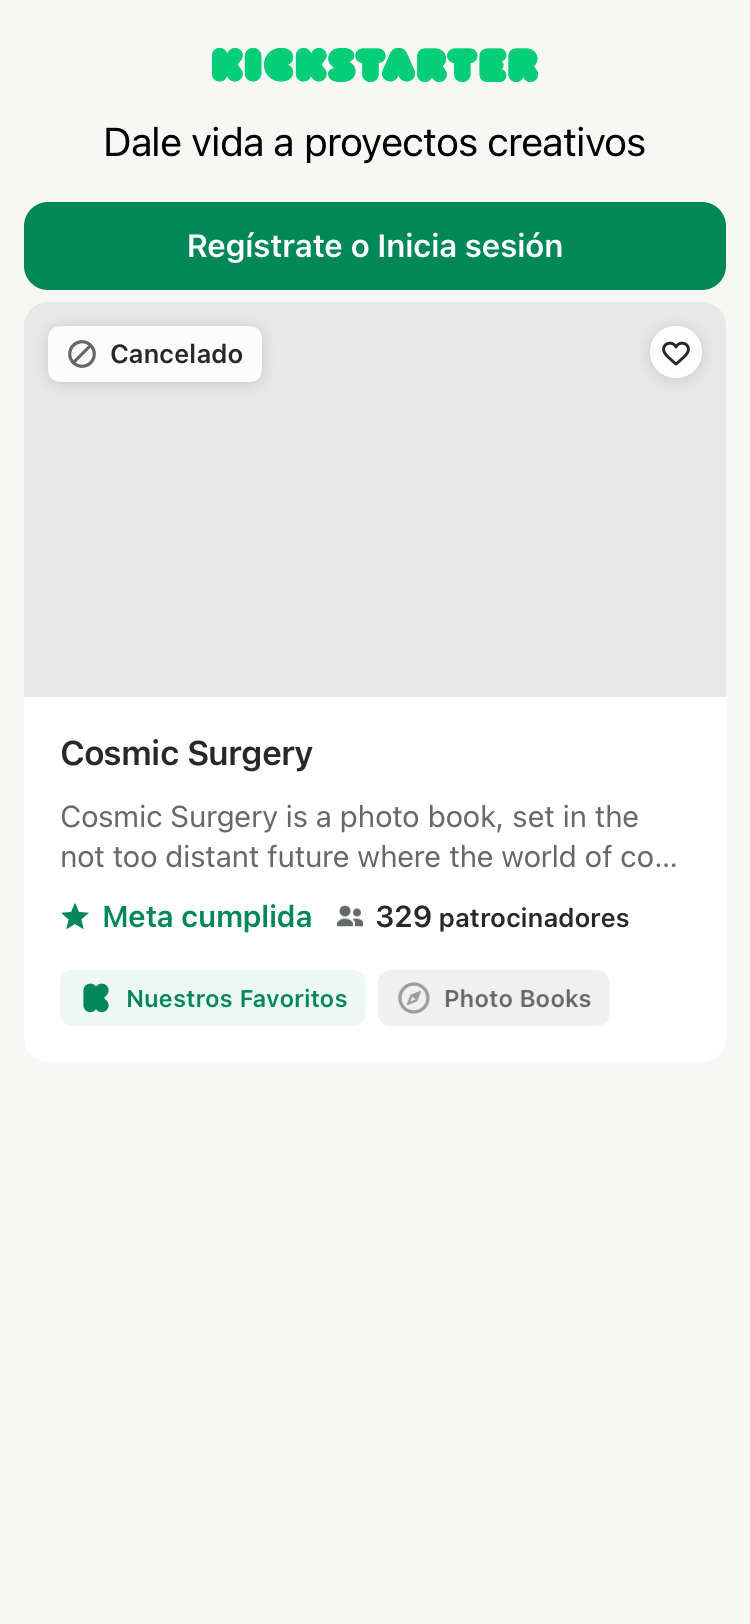 KICKSTARTER
Dale vida a proyectos creativos
Regístrate o Inicia sesión
Cancelado
Cosmic Surgery
Cosmic Surgery is a photo book, set in the
not too distant future where the world of co...
Meta cumplida 329 patrocinadores
Nuestros Favoritos Photo Books